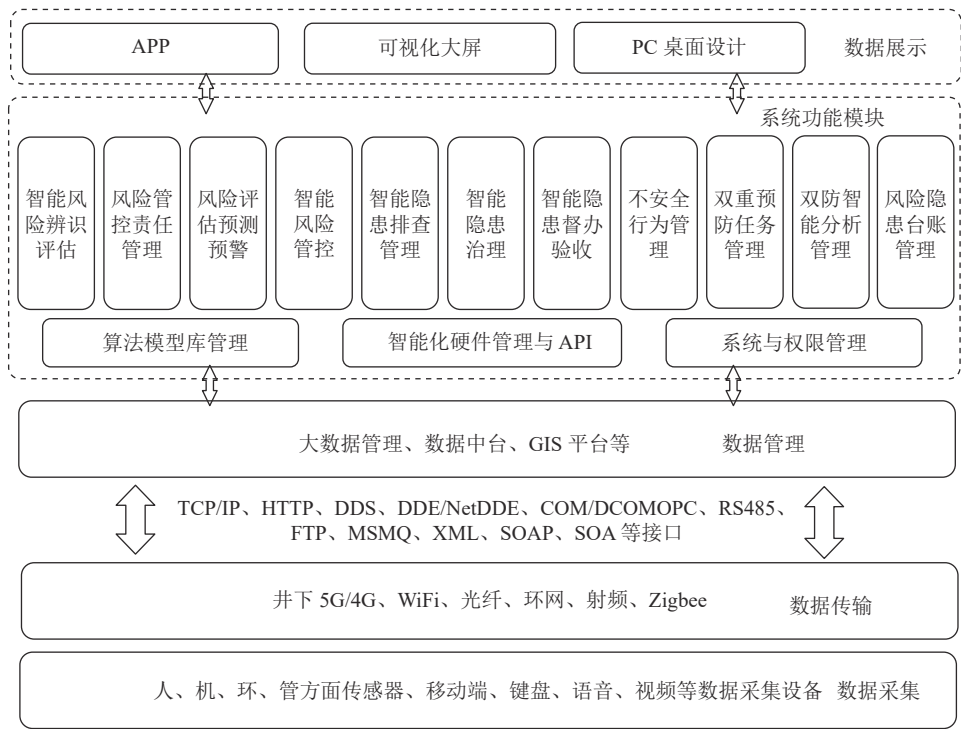 APP
可视化大屏
PC 桌面设计
数据展示
系统功能模块
智能风
险辨识
评估
风险管
控责任
管理
风险评
估预测
预警
智能
风险
管控
智能隐
患排查
管理
智能
隐患
治理
智能隐
患督办
验收
不安全
行为管
理
双重预
防任务
管理
双防智
能分析
管理
风险隐
患台账
管理
算法模型库管理
智能化硬件管理与 API
系统与权限管理
大数据管理、数据中台、GIS 平台等
数据管理
TCP/IP、HTTP、DDS、DDE/NetDDE、COM/DCOMOPC、RS485、
FTP、MSMQ、XML、SOAP、SOA 等接口
井下 5G/4G、WiFi、光纤、环网、射频、Zigbee
数据传输
人、机、环、管方面传感器、移动端、键盘、语音、视频等数据采集设备 数据采集